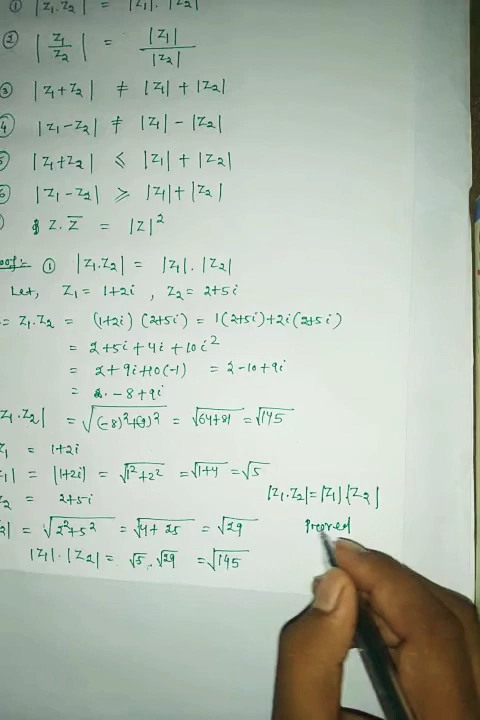 ① |Z₁.Z₂| = |Z₁|. |Z₂|
② |Z₁/Z₂| = |Z₁|/|Z₂|
③ |Z₁+Z₂| ≠ |Z₁| + |Z₂|
④ |Z₁-Z₂| ≠ |Z₁| - |Z₂|
⑤ |Z₁+Z₂| ≤ |Z₁| + |Z₂|
⑥ |Z₁-Z₂| ≥ |Z₁|+|Z₂|
Z. Z̅ = |Z|²
oof:- ① |Z₁.Z₂| = |Z₁|. |Z₂|
Let, Z₁= 1+2i , Z₂= 2+5i
= Z₁.Z₂ = (1+2i) (2+5i) = 1(2+5i)+2i(2+5i)
= 2+5i+4i+10i²
= 2+9i+10(-1) = 2-10+9i
= -8+9i
Z₁.Z₂| = √(-8)²+(9)² = √64+81 = √145
Z₁ = 1+2i
Z₁| = |1+2i| = √1²+2² = √1+4 = √5
Z₂ = 2+5i
|Z₁.Z₂|=|Z₁||Z₂|
Z₂| = √2²+5² = √4+25 = √29
Proved
|Z₁|.|Z₂| = √5.√29 = √145